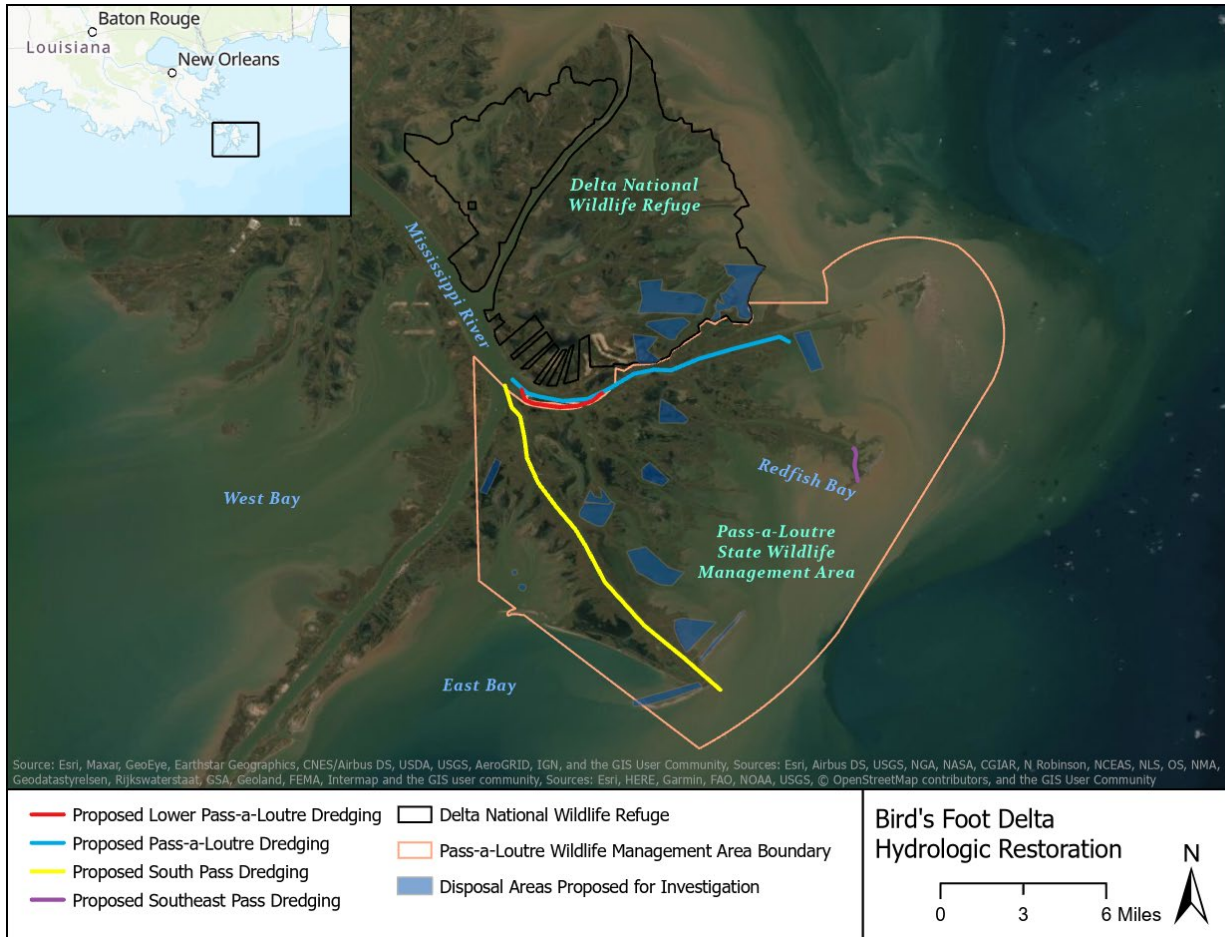 Baton Rouge
Louisiana
New Orleans
Delta National
Wildlife Refuge
Mississippi River
West Bay
Redfish Bay
Pass-a-Loutre
State Wildlife
Management Area
East Bay
Source: Esri, Maxar, GeoEye, Earthstar Geographics, CNES/Airbus DS, USDA, USGS, AeroGRID, IGN, and the GIS User Community, Sources: Esri, Airbus DS, USGS, NGA, NASA, CGIAR, N Robinson, NCEAS, NLS, OS, NMA,
Geodatastyrelsen, Rijkswaterstaat, GSA, Geoland, FEMA, Intermap and the GIS user community, Sources: Esri, HERE, Garmin, FAO, NOAA, USGS, © OpenStreetMap contributors, and the GIS User Community
Proposed Lower Pass-a-Loutre Dredging
Proposed Pass-a-Loutre Dredging
Proposed South Pass Dredging
Proposed Southeast Pass Dredging
Delta National Wildlife Refuge
Pass-a-Loutre Wildlife Management Area Boundary
Disposal Areas Proposed for Investigation
Bird's Foot Delta
Hydrologic Restoration
N
0 3 6 Miles